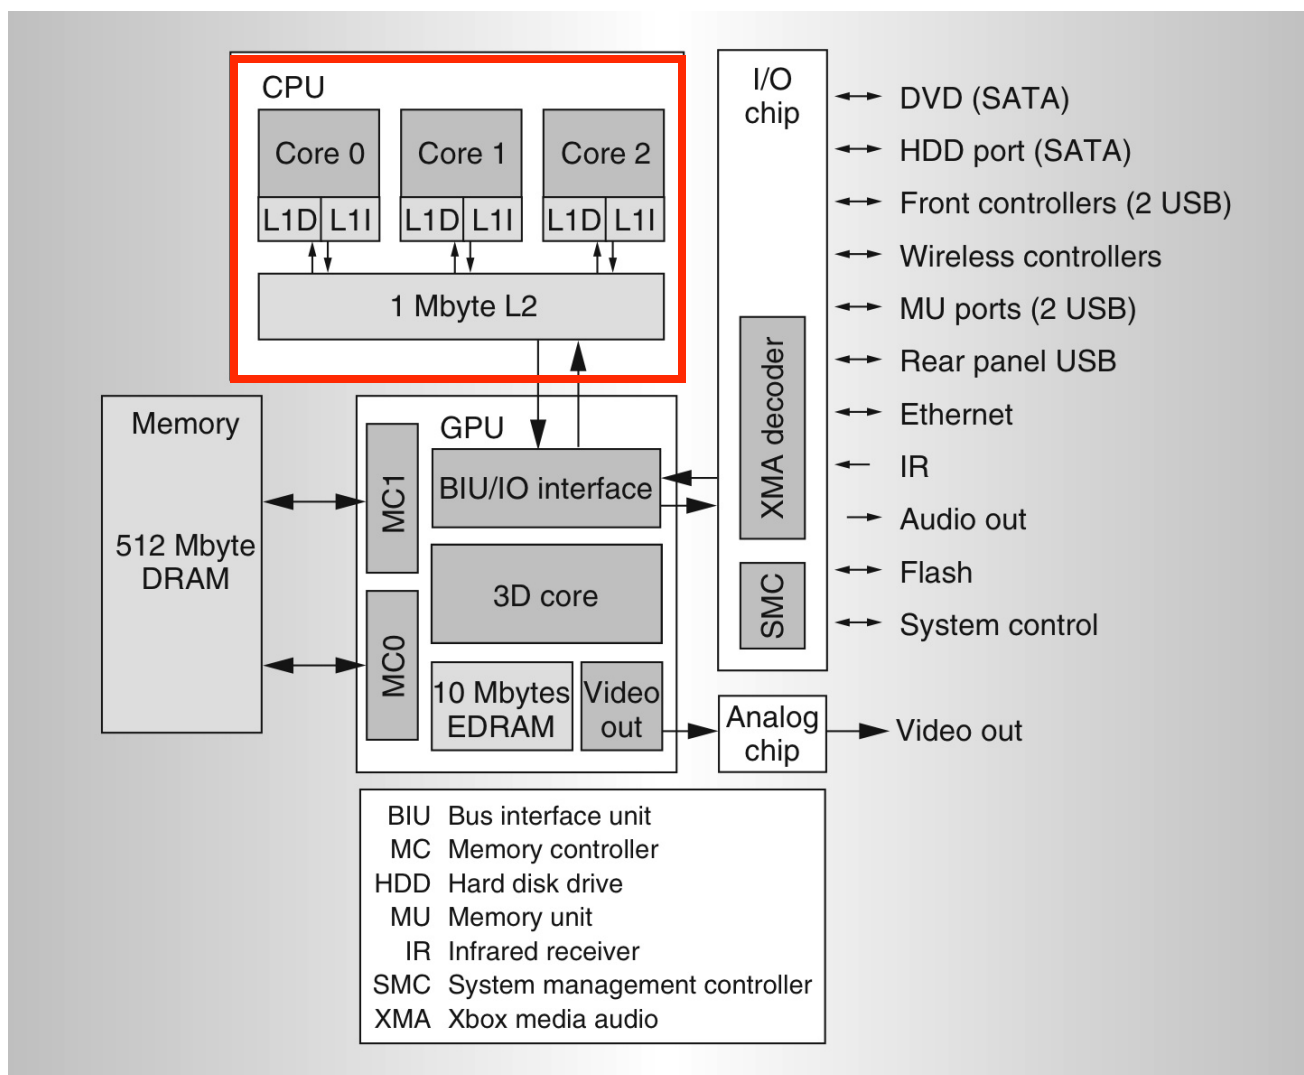 CPU
Core 0
Core 1
Core 2
L1D L1I
L1D L1I
L1D L1I
1 Mbyte L2
Memory
512 Mbyte
DRAM
GPU
MC1
MC0
BIU/IO interface
3D core
10 Mbytes
EDRAM
Video
out
I/O
chip
XMA decoder
SMC
Analog
chip
DVD (SATA)
HDD port (SATA)
Front controllers (2 USB)
Wireless controllers
MU ports (2 USB)
Rear panel USB
Ethernet
IR
Audio out
Flash
System control
Video out
BIU Bus interface unit
MC Memory controller
HDD Hard disk drive
MU Memory unit
IR Infrared receiver
SMC System management controller
XMA Xbox media audio